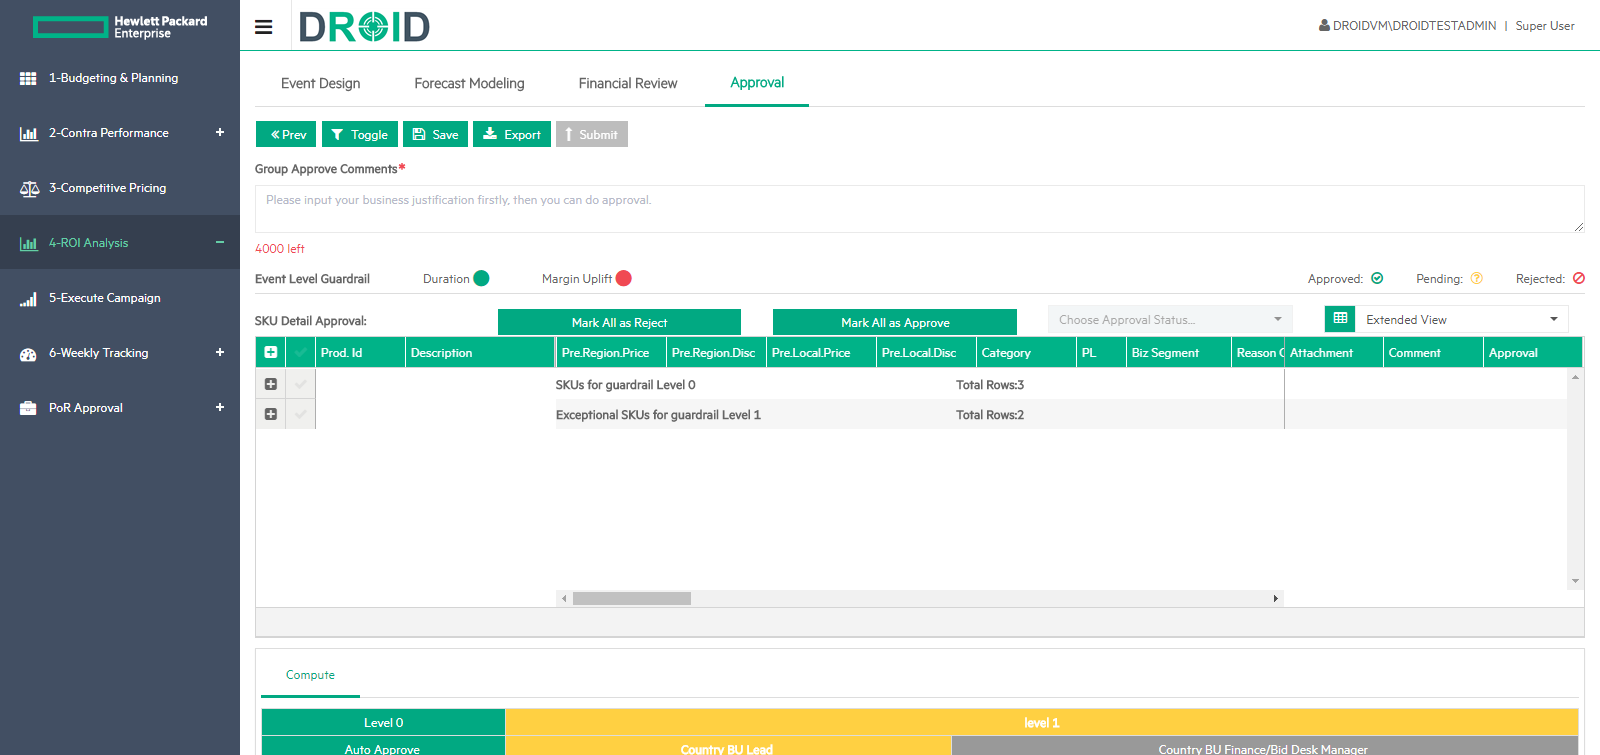 Hewlett Packard
Enterprise
DROID
DROIDVM\DROIDTESTADMIN | Super User
1-Budgeting & Planning
2-Contra Performance
3-Competitive Pricing
4-ROI Analysis
5-Execute Campaign
6-Weekly Tracking
PoR Approval
Event Design Forecast Modeling Financial Review Approval
Prev Toggle Save Export Submit
Group Approve Comments*
Please input your business justification firstly, then you can do approval.
4000 left
Event Level Guardrail Duration Margin Uplift Approved: Pending: Rejected:
SKU Detail Approval: Mark All as Reject Mark All as Approve Choose Approval Status... Extended View
Prod. Id Description Pre.Region.Price Pre.Region.Disc Pre.Local.Price Pre.Local.Disc Category PL Biz Segment Reason Attachment Comment Approval
SKUs for guardrail Level 0 Total Rows:3
Exceptional SKUs for guardrail Level 1 Total Rows:2
Compute
Level 0 level 1
Auto Approve Country BU Lead Country BU Finance/Bid Desk Manager